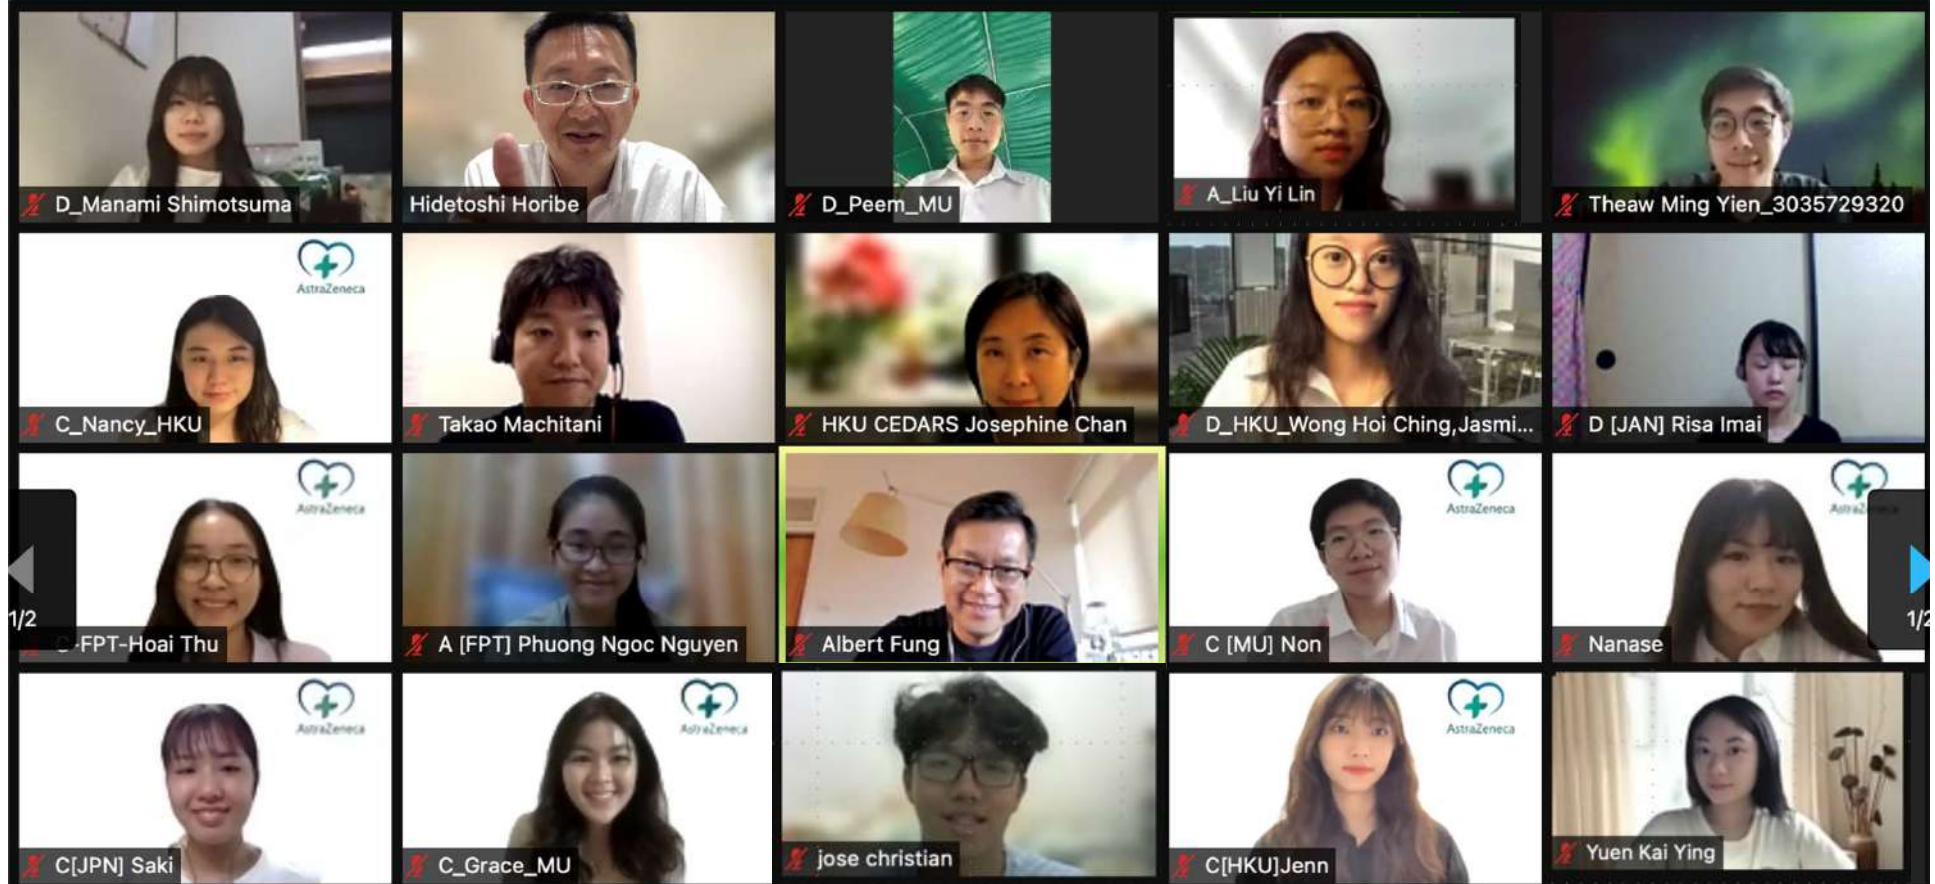 D_Manami Shimotsuma
Hidetoshi Horibe
D_Peem_MU
A_Liu Yi Lin
Theaw Ming Yien_3035729320
AstraZeneca
C_Nancy_HKU
Takao Machitani
HKU CEDARS Josephine Chan
D_HKU_Wong Hoi Ching,Jasmi...
D [JAN] Risa Imai
AstraZeneca
1/2
-FPT-Hoai Thu
A [FPT] Phuong Ngoc Nguyen
Albert Fung
AstraZeneca
C [MU] Non
Nanase
1/2
AstraZeneca
C[JPN] Saki
AstraZeneca
C_Grace_MU
jose christian
AstraZeneca
C[HKU]Jenn
Yuen Kai Ying